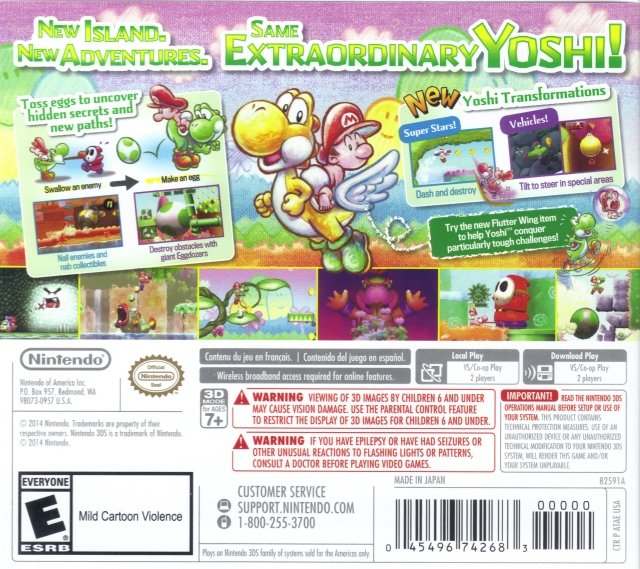 NEW ISLAND.
NEW ADVENTURES.
SAME
EXTRAORDINARY YOSHI!
Toss eggs to uncover
hidden secrets and
new paths!
Swallow an enemy
Make an egg
Nail enemies and
nab collectibles
Destroy obstacles with
giant Eggdozers
New Yoshi Transformations
Super Stars!
Vehicles!
Dash and destroy
Tilt to steer in special areas
Try the new Flutter Wing item
to help Yoshi™ conquer
particularly tough challenges!
Nintendo®
Nintendo of America Inc.
P.O. Box 957, Redmond, WA
98073-0957 U.S.A.
Official
Nintendo
Seal
Contenu du jeu en français. | Contenido del juego en español.
*Wireless broadband access required for online features.
Local Play
VS/Co-op Play
2 players
Download Play
VS/Co-op Play
2 players
© 2014 Nintendo. Trademarks are property of their
respective owners. Nintendo 3DS is a trademark of Nintendo.
© 2014 Nintendo.
3D
MODE
for AGES
7+
WARNING VIEWING OF 3D IMAGES BY CHILDREN 6 AND UNDER
MAY CAUSE VISION DAMAGE. USE THE PARENTAL CONTROL FEATURE
TO RESTRICT THE DISPLAY OF 3D IMAGES FOR CHILDREN 6 AND UNDER.
WARNING IF YOU HAVE EPILEPSY OR HAVE HAD SEIZURES OR
OTHER UNUSUAL REACTIONS TO FLASHING LIGHTS OR PATTERNS,
CONSULT A DOCTOR BEFORE PLAYING VIDEO GAMES.
IMPORTANT! READ THE NINTENDO 3DS
OPERATIONS MANUAL BEFORE SETUP OR USE OF
YOUR SYSTEM. THIS PRODUCT CONTAINS
TECHNICAL PROTECTION MEASURES. USE OF AN
UNAUTHORIZED DEVICE OR ANY UNAUTHORIZED
TECHNICAL MODIFICATION TO YOUR NINTENDO 3DS
SYSTEM, WILL RENDER THIS GAME AND/OR
YOUR SYSTEM UNPLAYABLE.
MADE IN JAPAN
82591A
EVERYONE
E
ESRB
Mild Cartoon Violence
CUSTOMER SERVICE
SUPPORT.NINTENDO.COM
1-800-255-3700
Plays on Nintendo 3DS family of systems sold for the Americas only.
00000
0 45496 74268 3
CTR P ATAE USA